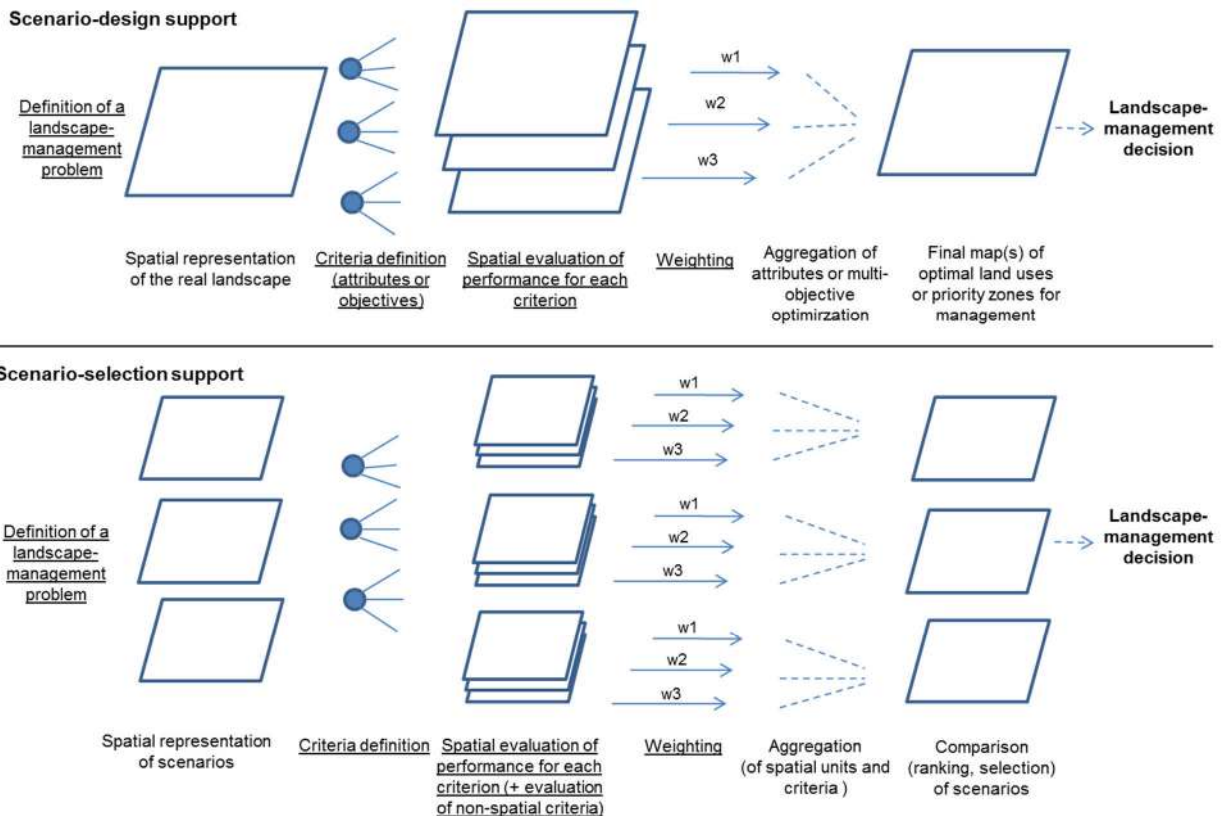 Scenario-design support
Definition of a
landscape-
management
problem
w1
w2
w3
Landscape-
management
decision
Spatial representation
of the real landscape
Criteria definition
(attributes or
objectives)
Spatial evaluation of
performance for each
criterion
Weighting
Aggregation of
attributes or multi-
objective
optimirzation
Final map(s) of
optimal land uses
or priority zones for
management
Scenario-selection support
Definition of a
landscape-
management
problem
w1
w2
w3
w1
w2
w3
w1
w2
w3
Landscape-
management
decision
Spatial representation
of scenarios
Criteria definition
Spatial evaluation of
performance for each
criterion (+ evaluation
of non-spatial criteria)
Weighting
Aggregation
(of spatial units and
criteria )
Comparison
(ranking, selection)
of scenarios